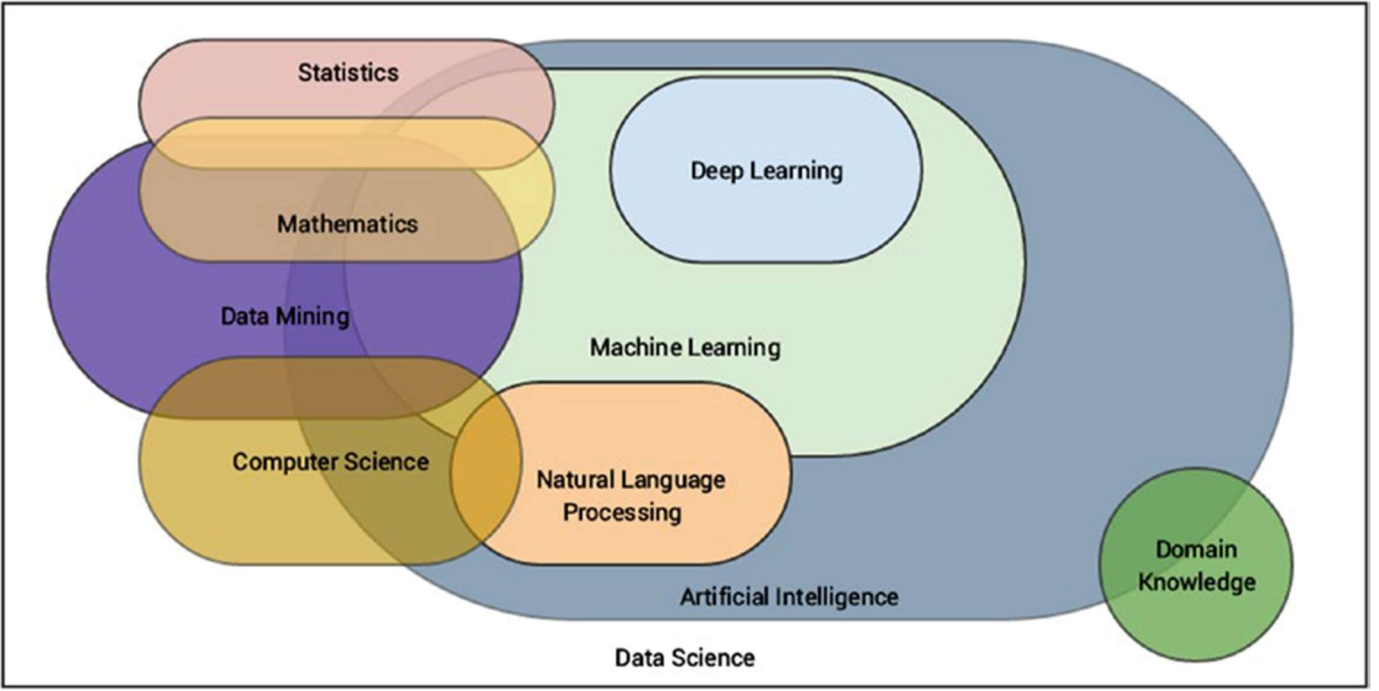 Statistics
Deep Learning
Mathematics
Data Mining
Machine Learning
Computer Science
Natural Language
Processing
Domain
Knowledge
Artificial Intelligence
Data Science